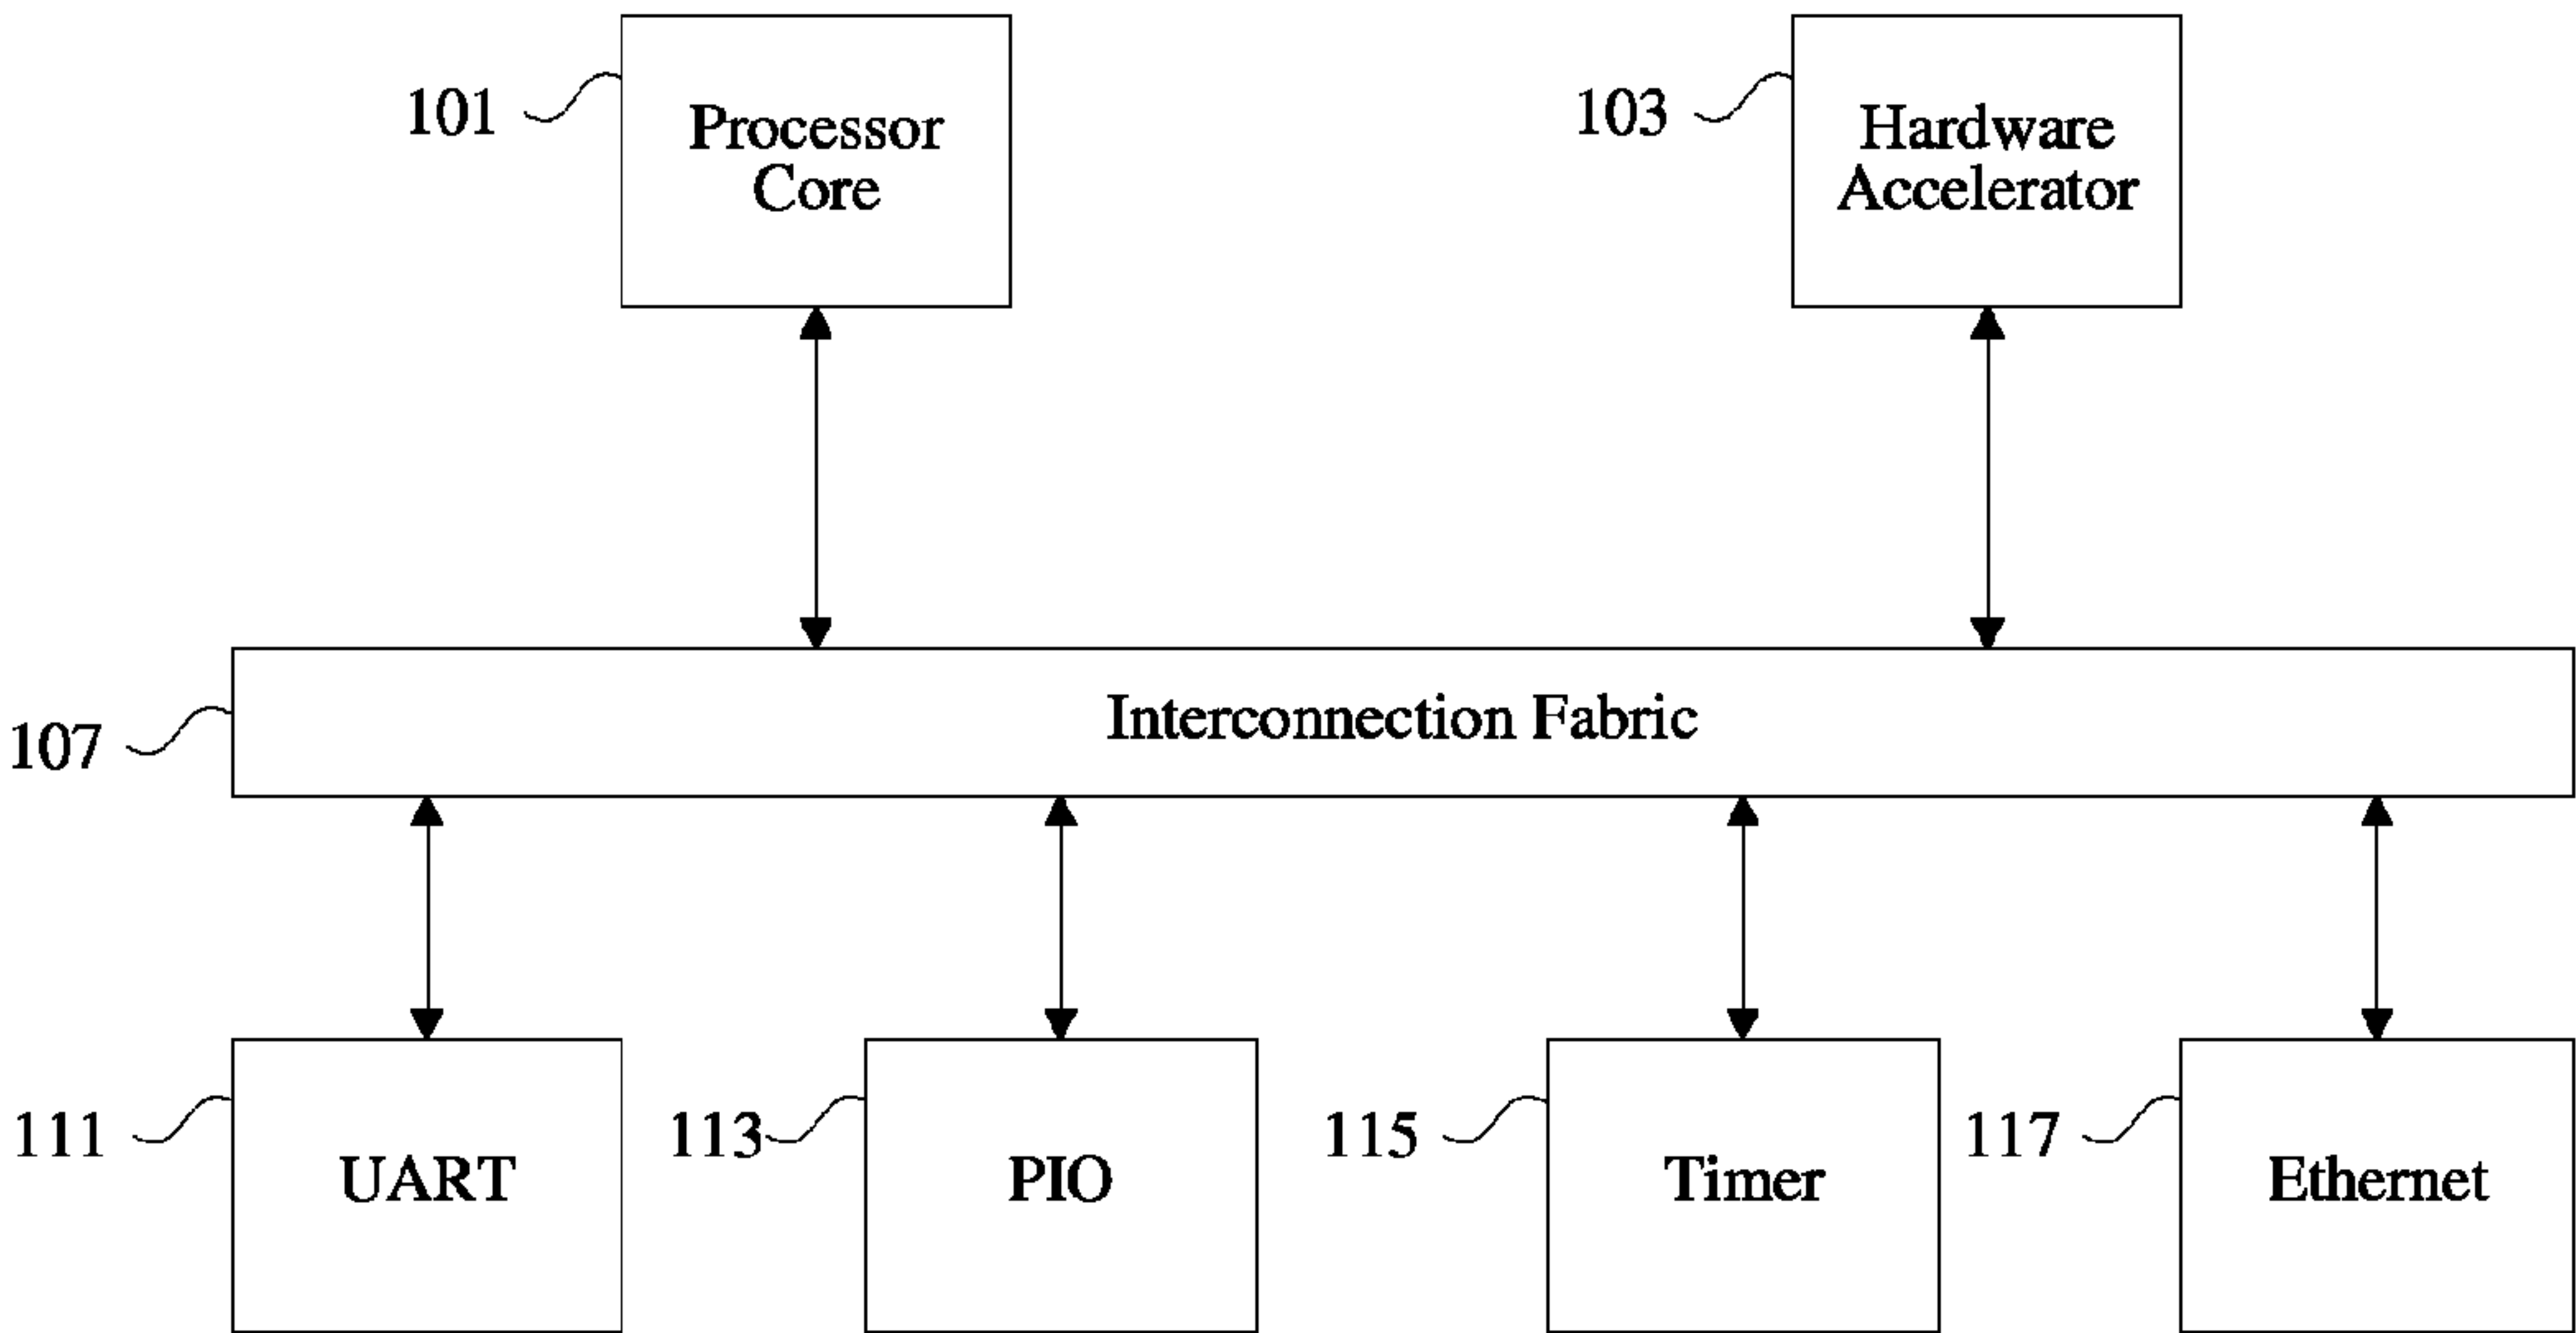 101
Processor
Core
103
Hardware
Accelerator
107
Interconnection Fabric
111
UART
113
PIO
115
Timer
117
Ethernet